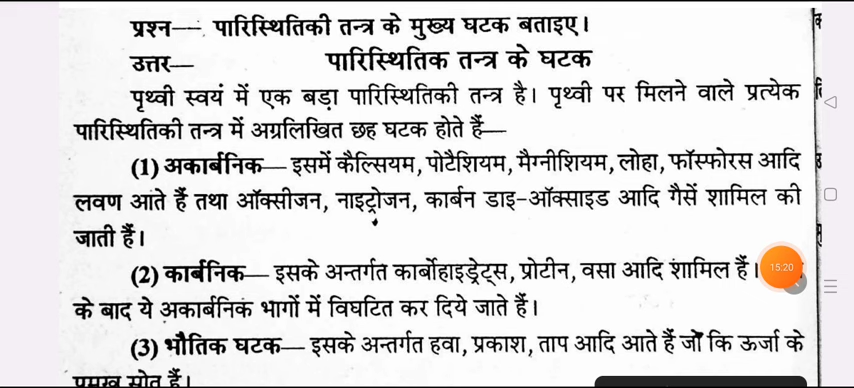 प्रश्न— पारिस्थितिकी तन्त्र के मुख्य घटक बताइए।
उत्तर— पारिस्थितिक तन्त्र के घटक
पृथ्वी स्वयं में एक बड़ा पारिस्थितिकी तन्त्र है। पृथ्वी पर मिलने वाले प्रत्येक
पारिस्थितिकी तन्त्र में अग्रलिखित छह घटक होते हैं—
(1) अकार्बनिक— इसमें कैल्सियम, पोटैशियम, मैग्नीशियम, लोहा, फॉस्फोरस आदि
लवण आते हैं तथा ऑक्सीजन, नाइट्रोजन, कार्बन डाइ-ऑक्साइड आदि गैसें शामिल की
जाती हैं।
(2) कार्बनिक— इसके अन्तर्गत कार्बोहाइड्रेट्स, प्रोटीन, वसा आदि शामिल हैं।
15:20
के बाद ये अकार्बनिक भागों में विघटित कर दिये जाते हैं।
(3) भौतिक घटक— इसके अन्तर्गत हवा, प्रकाश, ताप आदि आते हैं जो कि ऊर्जा के
प्रमुख स्रोत हैं।